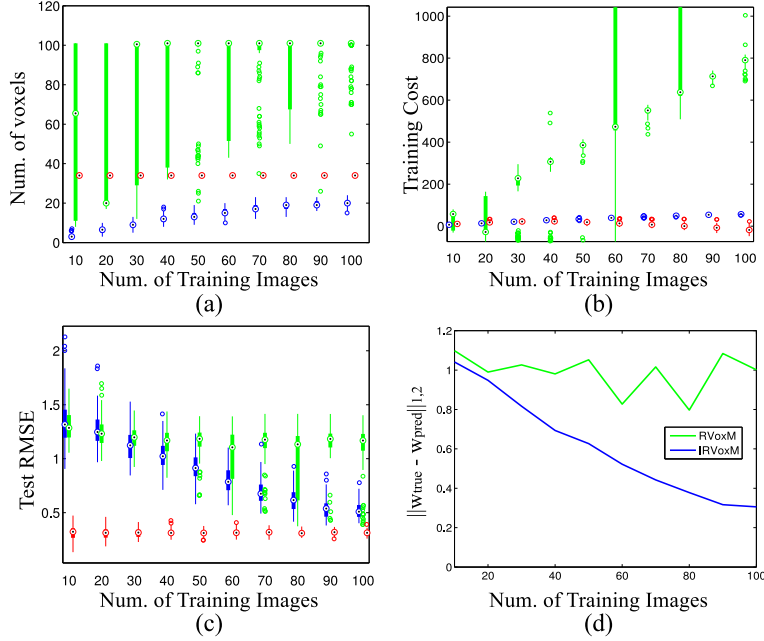 120
100
80
60
40
20
0
Num. of voxels
10 20 30 40 50 60 70 80 90 100
Num. of Training Images
(a)
1000
800
600
400
200
0
Training Cost
10 20 30 40 50 60 70 80 90 100
Num. of Training Images
(b)
2
1.5
1
0.5
Test RMSE
10 20 30 40 50 60 70 80 90 100
Num. of Training Images
(c)
1.2
1
0.8
0.6
0.4
0.2
0
||Wtrue - Wpred||1,2
RVoxM
IRVoxM
20 40 60 80 100
Num. of Training Images
(d)